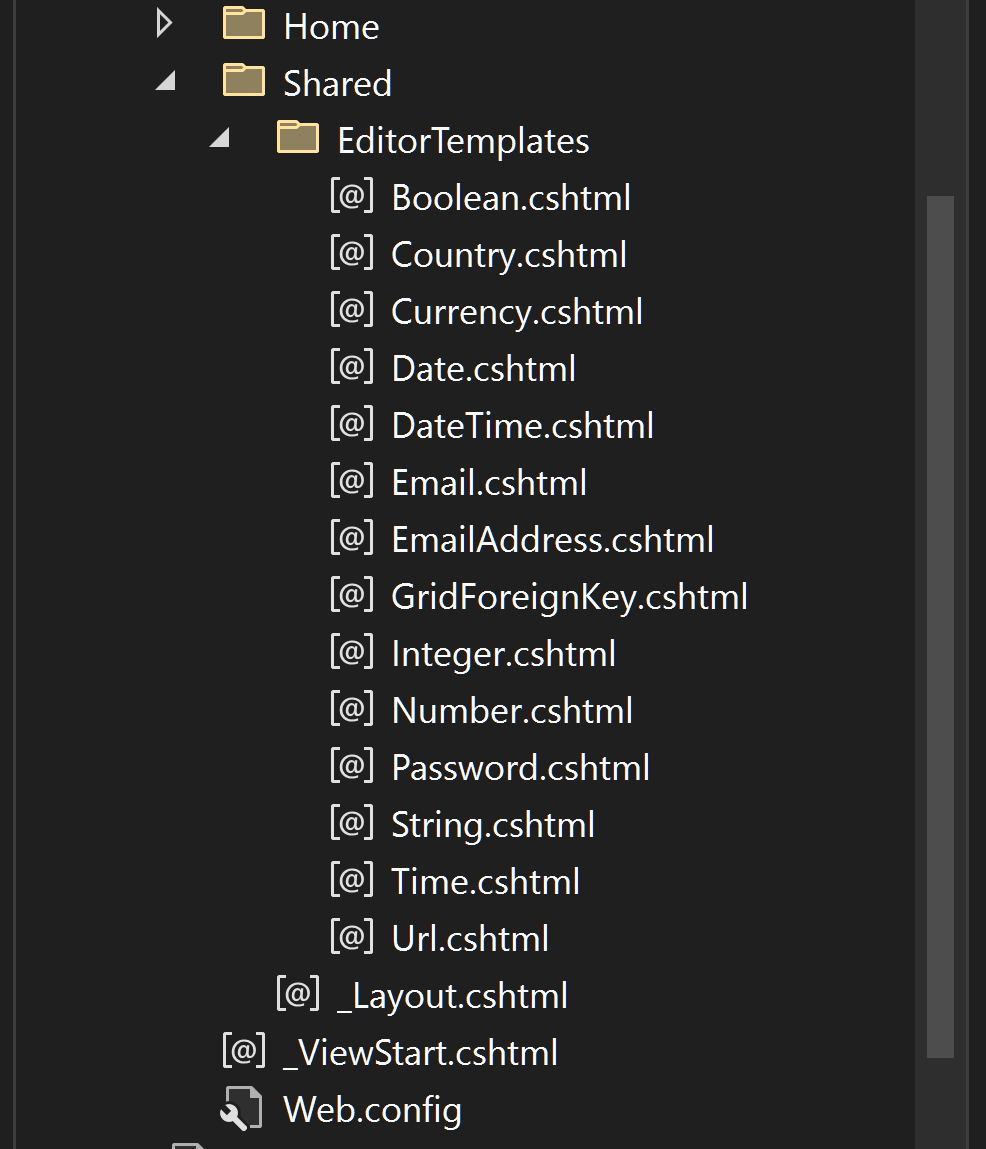 Home
Shared
EditorTemplates
[@] Boolean.cshtml
[@] Country.cshtml
[@] Currency.cshtml
[@] Date.cshtml
[@] DateTime.cshtml
[@] Email.cshtml
[@] EmailAddress.cshtml
[@] GridForeignKey.cshtml
[@] Integer.cshtml
[@] Number.cshtml
[@] Password.cshtml
[@] String.cshtml
[@] Time.cshtml
[@] Url.cshtml
[@] _Layout.cshtml
[@] _ViewStart.cshtml
Web.config